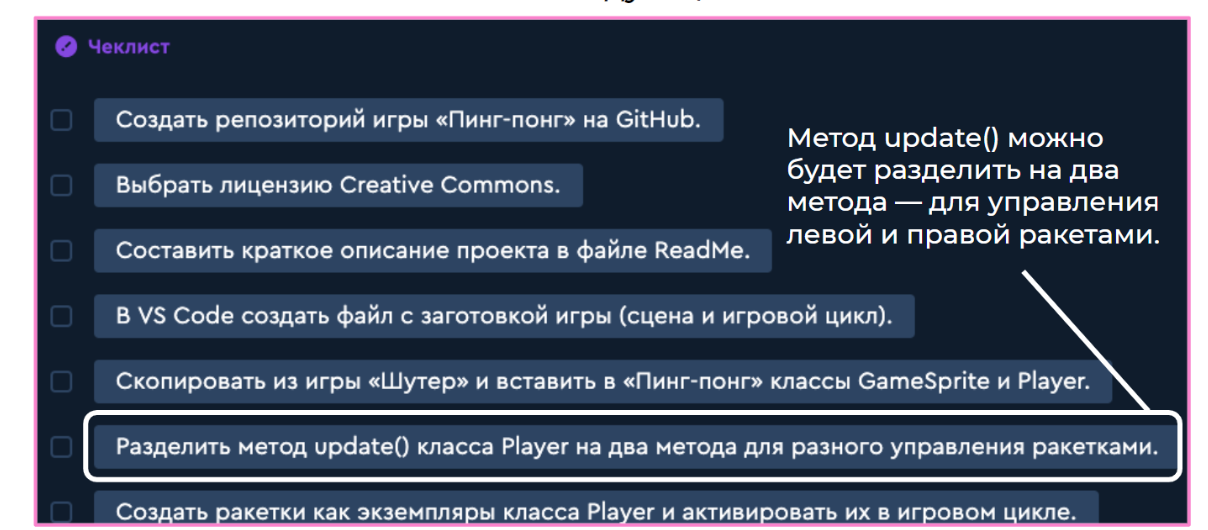 Чеклист
Создать репозиторий игры «Пинг-понг» на GitHub.
Выбрать лицензию Creative Commons.
Составить краткое описание проекта в файле ReadMe.
В VS Code создать файл с заготовкой игры (сцена и игровой цикл).
Скопировать из игры «Шутер» и вставить в «Пинг-понг» классы GameSprite и Player.
Разделить метод update() класса Player на два метода для разного управления ракетками.
Создать ракетки как экземпляры класса Player и активировать их в игровом цикле.
Метод update() можно
будет разделить на два
метода — для управления
левой и правой ракетами.